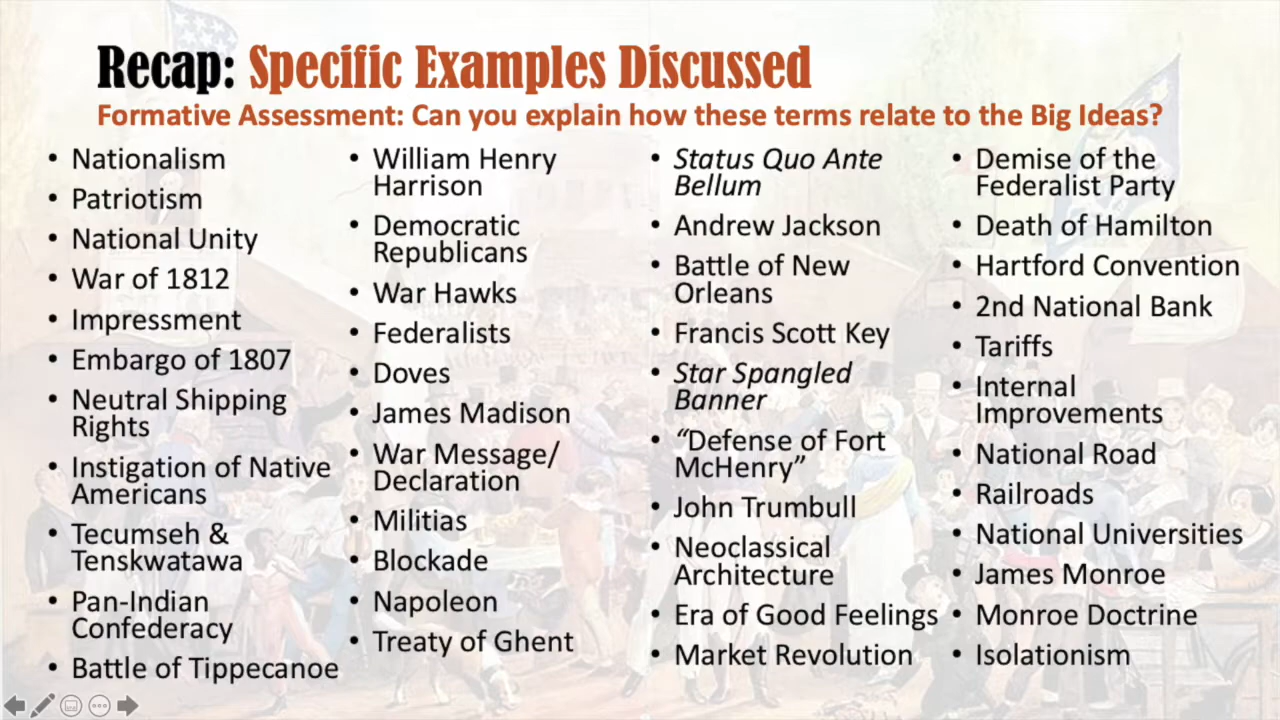 Recap: Specific Examples Discussed
Formative Assessment: Can you explain how these terms relate to the Big Ideas?
• Nationalism
• Patriotism
• National Unity
• War of 1812
• Impressment
• Embargo of 1807
• Neutral Shipping
Rights
• Instigation of Native
Americans
• Tecumseh &
Tenskwatawa
• Pan-Indian
Confederacy
• Battle of Tippecanoe
• William Henry
Harrison
• Democratic
Republicans
• War Hawks
• Federalists
• Doves
• James Madison
• War Message/
Declaration
• Militias
• Blockade
• Napoleon
• Treaty of Ghent
• Status Quo Ante
Bellum
• Andrew Jackson
• Battle of New
Orleans
• Francis Scott Key
• Star Spangled
Banner
• “Defense of Fort
McHenry”
• John Trumbull
• Neoclassical
Architecture
• Era of Good Feelings
• Market Revolution
• Demise of the
Federalist Party
• Death of Hamilton
• Hartford Convention
• 2nd National Bank
• Tariffs
• Internal
Improvements
• National Road
• Railroads
• National Universities
• James Monroe
• Monroe Doctrine
• Isolationism